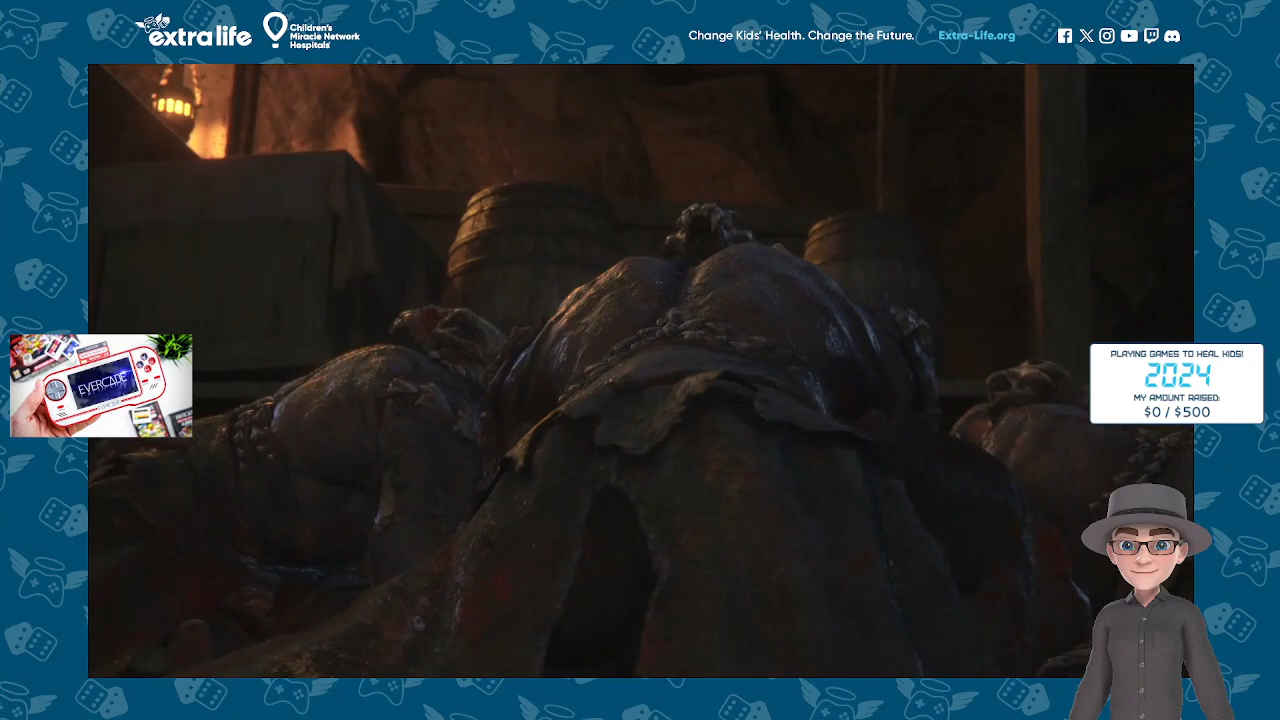 extra life
Children's
Miracle Network
Hospitals
Change Kids' Health. Change the Future.
Extra-Life.org
EVERCADE
PLAYING GAMES TO HEAL KIDS!
2024
MY AMOUNT RAISED:
$0 / $500